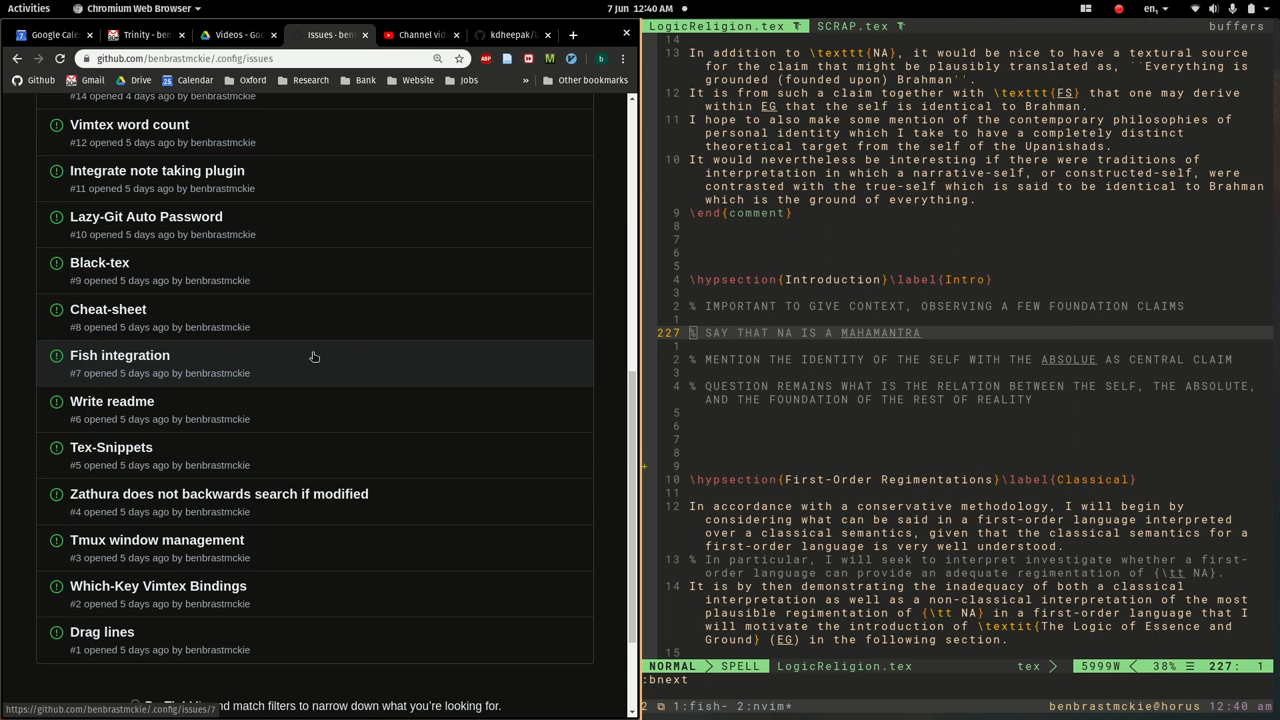 Activities
Chromium Web Browser
7 Jun 12:40 AM
en₁
Google Cale
Trinity - ben
Videos - Goo
Issues · ben
Channel vid
kdheepak/l
github.com/benbrastmckie/.config/issues
Github
Gmail
Drive
Calendar
Orxford
Research
Bank
Website
Jobs
Other bookmarks
#14 opened 4 days ago by benbrastmckie
Vimtex word count
#12 opened 5 days ago by benbrastmckie
Integrate note taking plugin
#11 opened 5 days ago by benbrastmckie
Lazy-Git Auto Password
#10 opened 5 days ago by benbrastmckie
Black-tex
#9 opened 5 days ago by benbrastmckie
Cheat-sheet
#8 opened 5 days ago by benbrastmckie
Fish integration
#7 opened 5 days ago by benbrastmckie
Write readme
#6 opened 5 days ago by benbrastmckie
Tex-Snippets
#5 opened 5 days ago by benbrastmckie
Zathura does not backwards search if modified
#4 opened 5 days ago by benbrastmckie
Tmux window management
#3 opened 5 days ago by benbrastmckie
Which-Key Vimtex Bindings
#2 opened 5 days ago by benbrastmckie
Drag lines
#1 opened 5 days ago by benbrastmckie
and match filters to narrow down what you're looking for.
https://github.com/benbrastmckie/.config/issues/7
LogicReligion.tex
SCRAP.tex
buffers
14
13 In addition to \texttt{NA}, it would be nice to have a textural source
for the claim that might be plausibly translated as, ``Everything is
grounded (founded upon) Brahman''.
12 It is from such a claim together with \texttt{FS} that one may derive
within EG that the self is identical to Brahman.
11 I hope to also make some mention of the contemporary philosophies of
personal identity which I take to have a completely distinct
theoretical target from the self of the Upanishads.
10 It would nevertheless be interesting if there were traditions of
interpretation in which a narrative-self, or constructed-self, were
contrasted with the true-self which is said to be identical to Brahman
which is the ground of everything.
9 \end{comment}
8
7
6
5
4 \hypsection{Introduction}\label{Intro}
3
2 % IMPORTANT TO GIVE CONTEXT, OBSERVING A FEW FOUNDATION CLAIMS
1
227 % SAY THAT NA IS A MAHAMANTRA
1
2 % MENTION THE IDENTITY OF THE SELF WITH THE ABSOLUE AS CENTRAL CLAIM
3
4 % QUESTION REMAINS WHAT IS THE RELATION BETWEEN THE SELF, THE ABSOLUTE,
AND THE FOUNDATION OF THE REST OF REALITY
5
6
7
8
+ 9
10 \hypsection{First-Order Regimentations}\label{Classical}
11
12 In accordance with a conservative methodology, I will begin by
considering what can be said in a first-order language interpreted
over a classical semantics, given that the classical semantics for a
first-order language is very well understood.
13 % In particular, I will seek to interpret investigate whether a first-
order language can provide an adequate regimentation of {\tt NA}.
14 It is by then demonstrating the inadequacy of both a classical
interpretation as well as a non-classical interpretation of the most
plausible regimentation of {\tt NA} in a first-order language that I
will motivate the introduction of \textit{The Logic of Essence and
Ground} (EG) in the following section.
15
NORMAL
SPELL
LogicReligion.tex
tex
5999W
38%
227: 1
:bnext
2
1:fish- 2:nvim*
benbrastmckie@horus 12:40 am